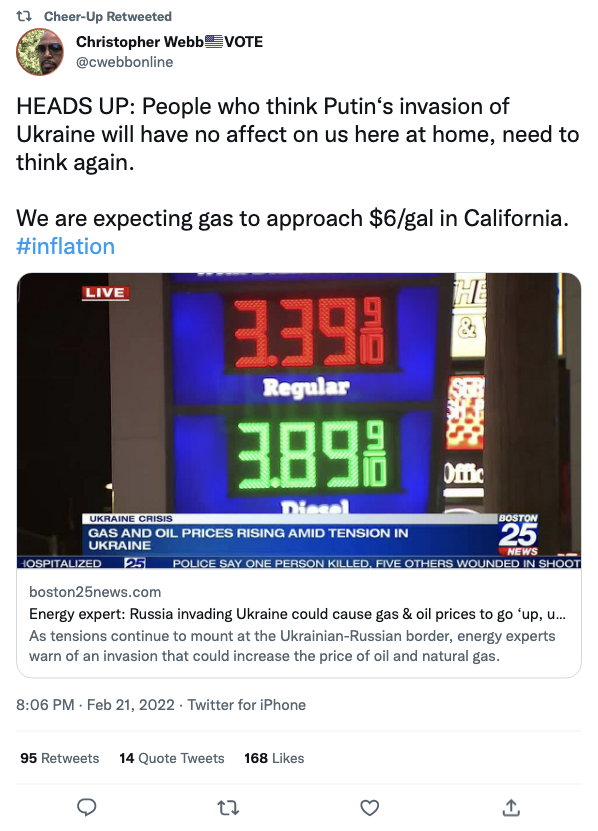 Cheer-Up Retweeted
Christopher Webb🇺🇸VOTE
@cwebbonline
HEADS UP: People who think Putin‘s invasion of
Ukraine will have no affect on us here at home, need to
think again.
We are expecting gas to approach $6/gal in California.
#inflation
LIVE
3.39 9/10
Regular
3.89 9/10
Diesel
THE
&
Offic
UKRAINE CRISIS
GAS AND OIL PRICES RISING AMID TENSION IN
UKRAINE
BOSTON
25
NEWS
HOSPITALIZED 25 POLICE SAY ONE PERSON KILLED, FIVE OTHERS WOUNDED IN SHOOT
boston25news.com
Energy expert: Russia invading Ukraine could cause gas & oil prices to go ‘up, u...
As tensions continue to mount at the Ukrainian-Russian border, energy experts
warn of an invasion that could increase the price of oil and natural gas.
8:06 PM · Feb 21, 2022 · Twitter for iPhone
95 Retweets 14 Quote Tweets 168 Likes